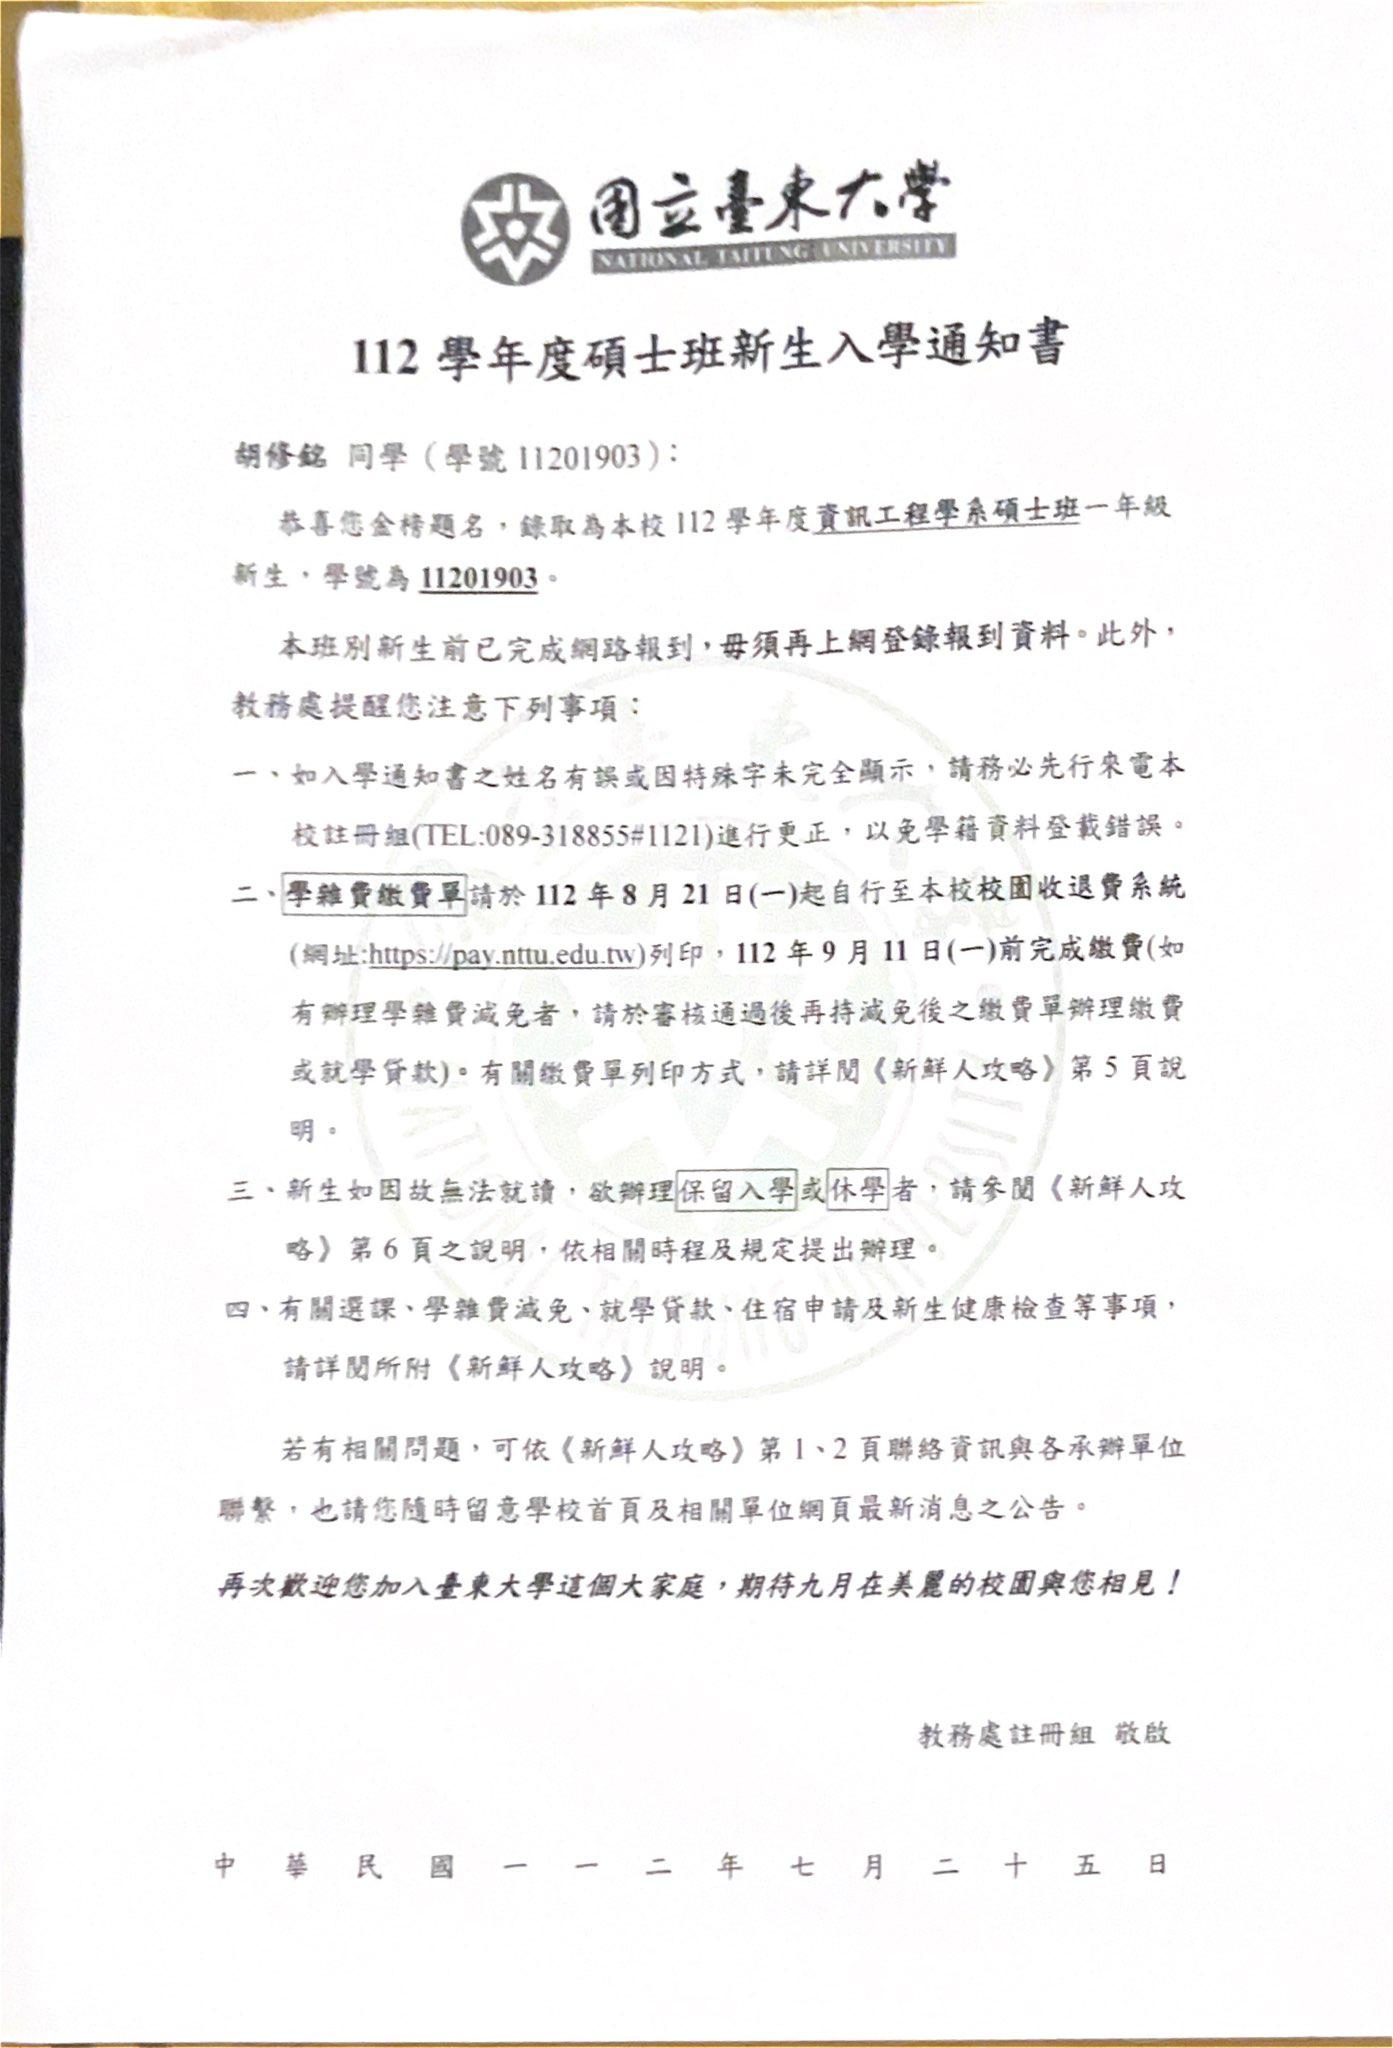 國立臺東大學
NATIONAL TAITUNG UNIVERSITY
112 學年度碩士班新生入學通知書
胡修銘 同學（學號 11201903）：
恭喜您金榜題名，錄取為本校 112 學年度資訊工程學系碩士班一年級
新生，學號為 11201903。
本班別新生前已完成網路報到，毋須再上網登錄報到資料。此外，
教務處提醒您注意下列事項：
一、如入學通知書之姓名有誤或因特殊字未完全顯示，請務必先行來電本
校註冊組(TEL:089-318855#1121)進行更正，以免學籍資料登載錯誤。
二、學雜費繳費單請於 112 年 8 月 21 日(一)起自行至本校校園收退費系統
(網址:https://pay.nttu.edu.tw)列印，112 年 9 月 11 日(一)前完成繳費(如
有辦理學雜費減免者，請於審核通過後再持減免後之繳費單辦理繳費
或就學貸款)。有關繳費單列印方式，請詳閱《新鮮人攻略》第 5 頁說
明。
三、新生如因故無法就讀，欲辦理保留入學或休學者，請參閱《新鮮人攻
略》第 6 頁之說明，依相關時程及規定提出辦理。
四、有關選課、學雜費減免、就學貸款、住宿申請及新生健康檢查等事項，
請詳閱所附《新鮮人攻略》說明。
若有相關問題，可依《新鮮人攻略》第 1、2 頁聯絡資訊與各承辦單位
聯繫，也請您隨時留意學校首頁及相關單位網頁最新消息之公告。
再次歡迎您加入臺東大學這個大家庭，期待九月在美麗的校園與您相見！
教務處註冊組 敬啟
中華民國一一二年七月二十五日